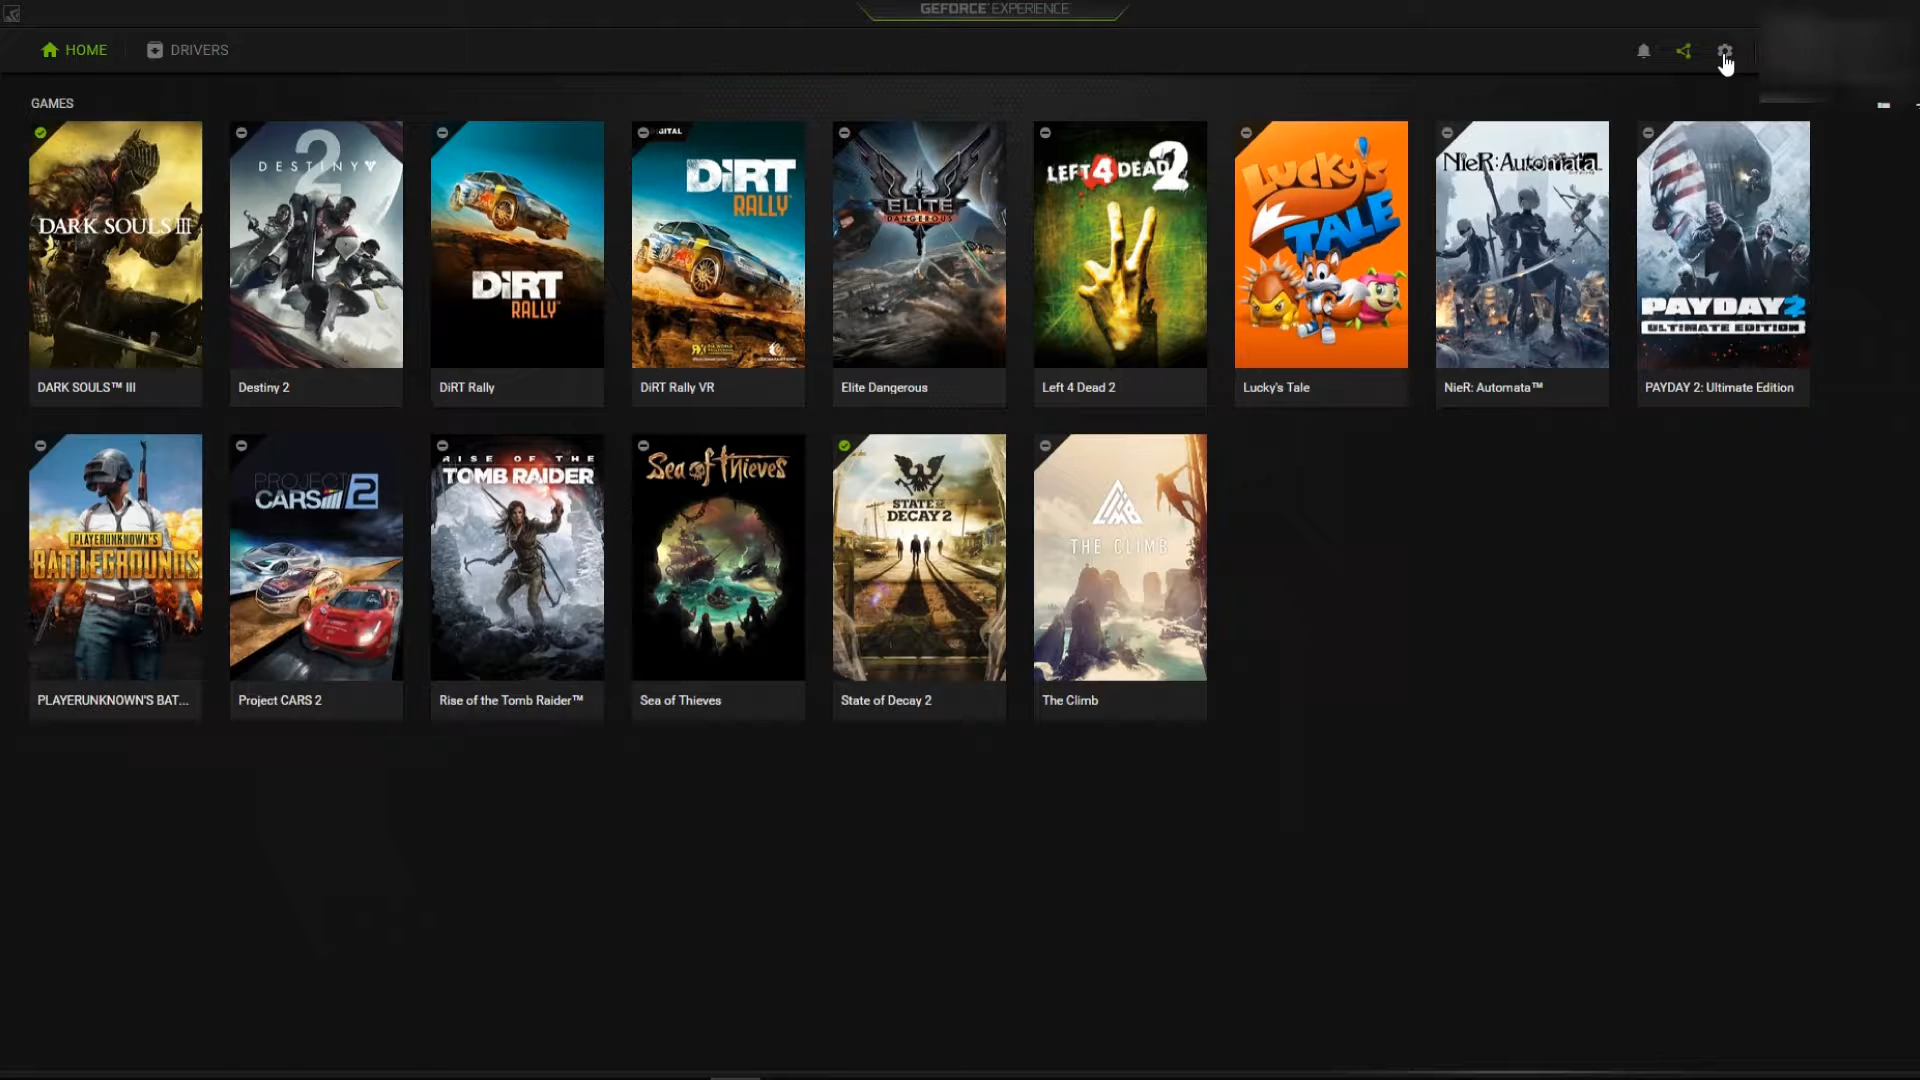 GEFORCE EXPERIENCE
HOME
DRIVERS
GAMES
DARK SOULS III
DESTINY
2
DiRT
RALLY
DiRT
RALLY
ELITE
DANGEROUS
LEFT 4 DEAD 2
LUCKY'S
TALE
NieR:Automata
PAYDAY 2
ULTIMATE EDITION
DARK SOULS™ III
Destiny 2
DiRT Rally
DiRT Rally VR
Elite Dangerous
Left 4 Dead 2
Lucky's Tale
NieR: Automata™
PAYDAY 2: Ultimate Edition
PLAYERUNKNOWN'S
BATTLEGROUNDS
PROJECT
CARS 2
RISE OF THE
TOMB RAIDER
Sea of Thieves
STATE OF
DECAY 2
THE CLIMB
PLAYERUNKNOWN'S BAT...
Project CARS 2
Rise of the Tomb Raider™
Sea of Thieves
State of Decay 2
The Climb